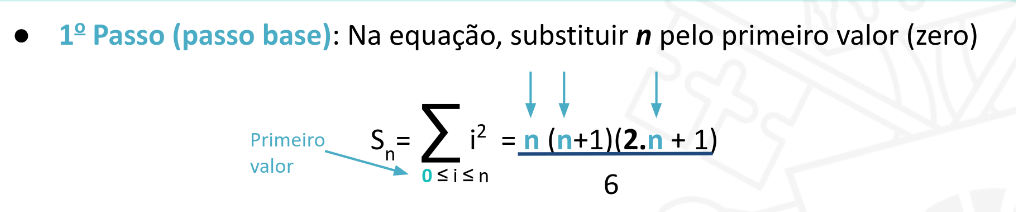 ● 1º Passo (passo base): Na equação, substituir n pelo primeiro valor (zero)
Primeiro valor
Sₙ= ∑ i² = n (n+1)(2.n + 1)
0 ≤ i ≤ n
6